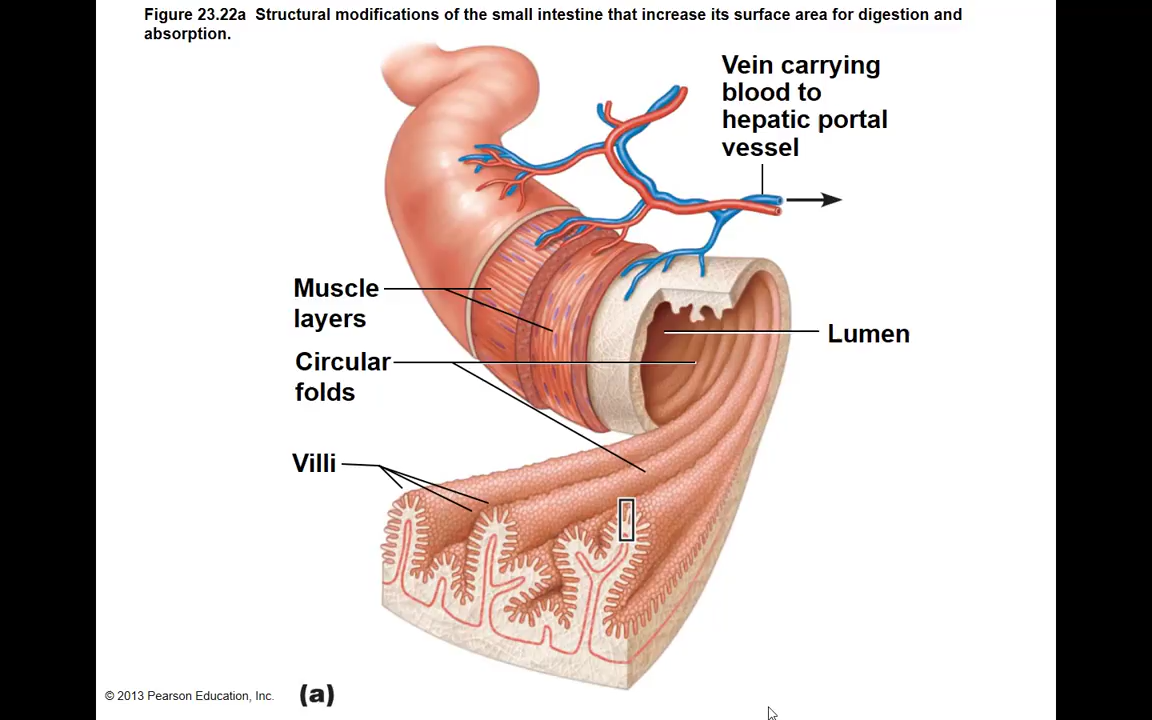 Figure 23.22a Structural modifications of the small intestine that increase its surface area for digestion and
absorption.
Vein carrying
blood to
hepatic portal
vessel
Muscle
layers
Lumen
Circular
folds
Villi
© 2013 Pearson Education, Inc.
(a)